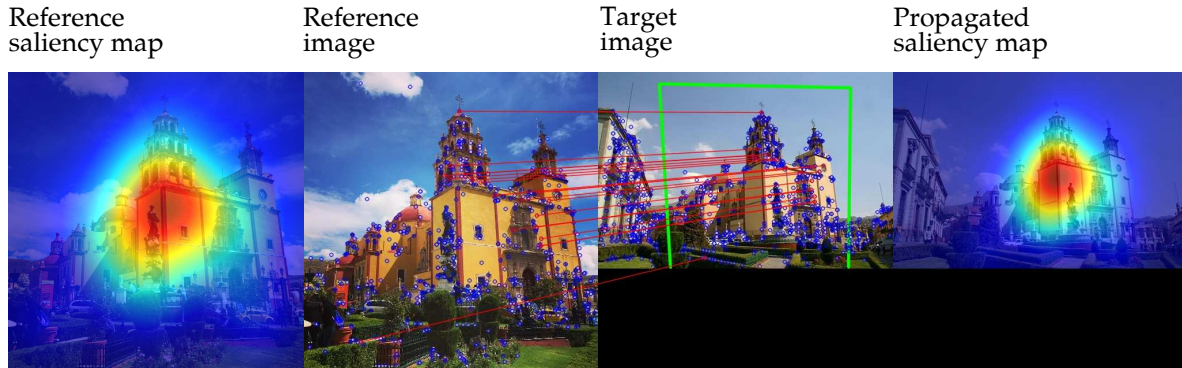 Reference
saliency map
Reference
image
Target
image
Propagated
saliency map